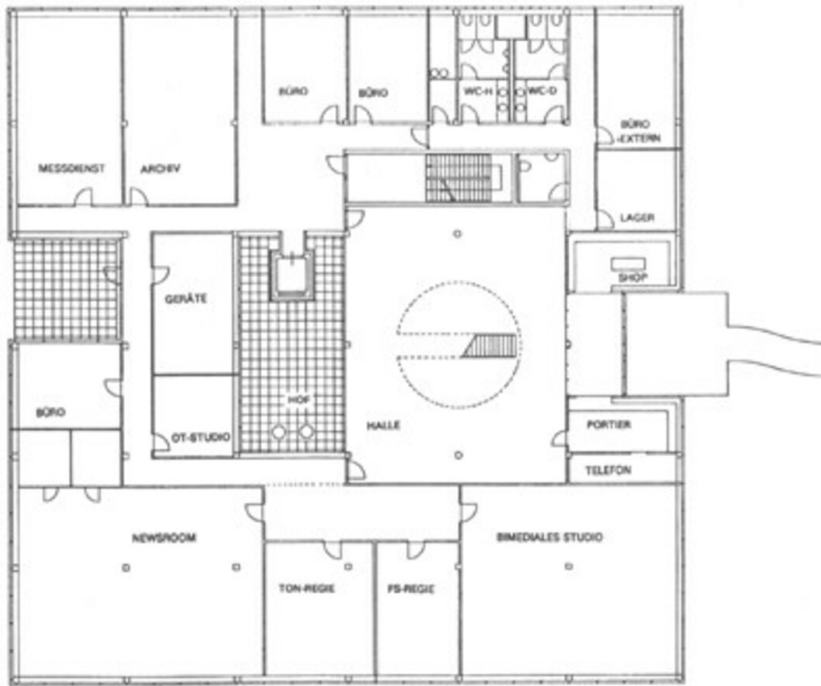 BÜRO
BÜRO
WC-H
WC-D
BÜRO
-EXTERN
MESSDIENST
ARCHIV
LAGER
SHOP
GERÄTE
HOF
BÜRO
HALLE
PORTIER
OT-STUDIO
TELEFON
NEWSROOM
BIMEDIALES STUDIO
TON-REGIE
FS-REGIE